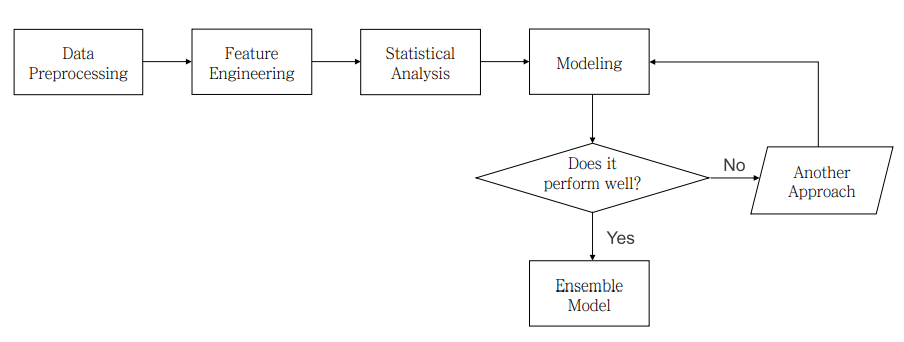 Data
Preprocessing
Feature
Engineering
Statistical
Analysis
Modeling
Does it
perform well?
No
Another
Approach
Yes
Ensemble
Model